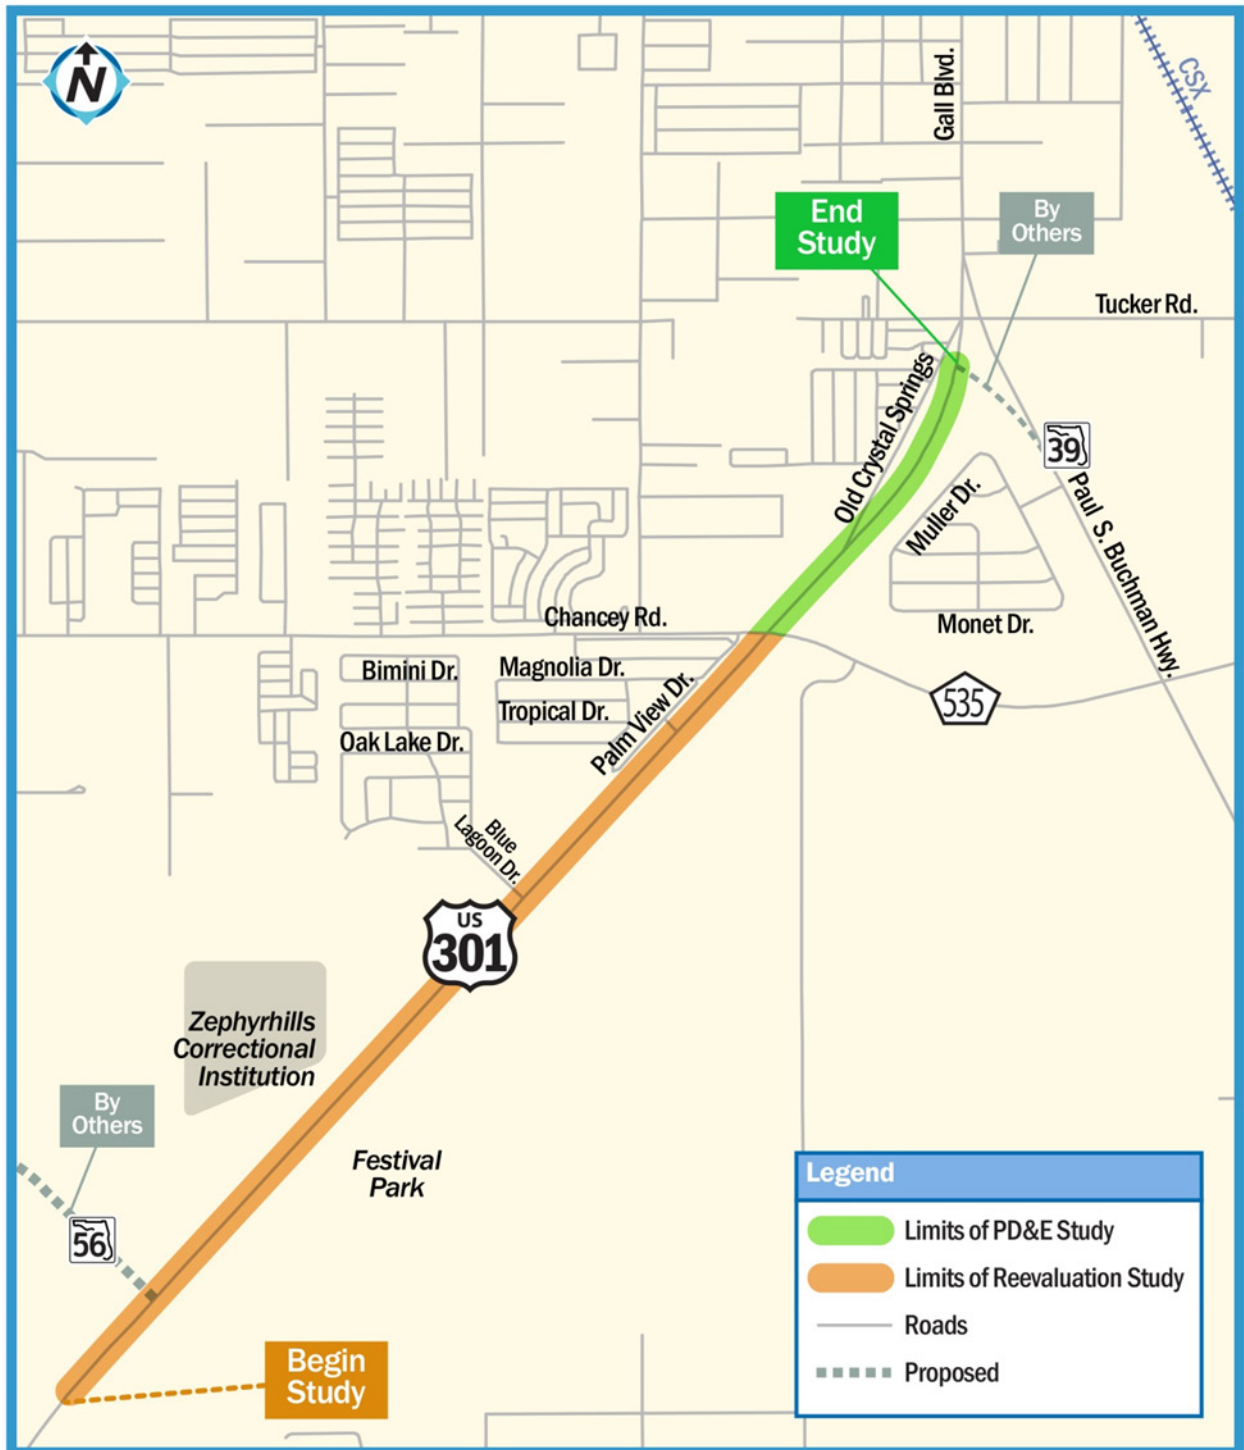 N
CSX
Gall Blvd.
End
Study
By
Others
Tucker Rd.
Old Crystal Springs
39
Muller Dr.
Paul S. Buchman Hwy.
Chancey Rd.
Monet Dr.
Bimini Dr.
Magnolia Dr.
Tropical Dr.
Palm View Dr.
535
Oak Lake Dr.
Blue
Lagoon Dr.
US
301
Zephyrhills
Correctional
Institution
By
Others
Festival
Park
56
Begin
Study
Legend
Limits of PD&E Study
Limits of Reevaluation Study
Roads
Proposed